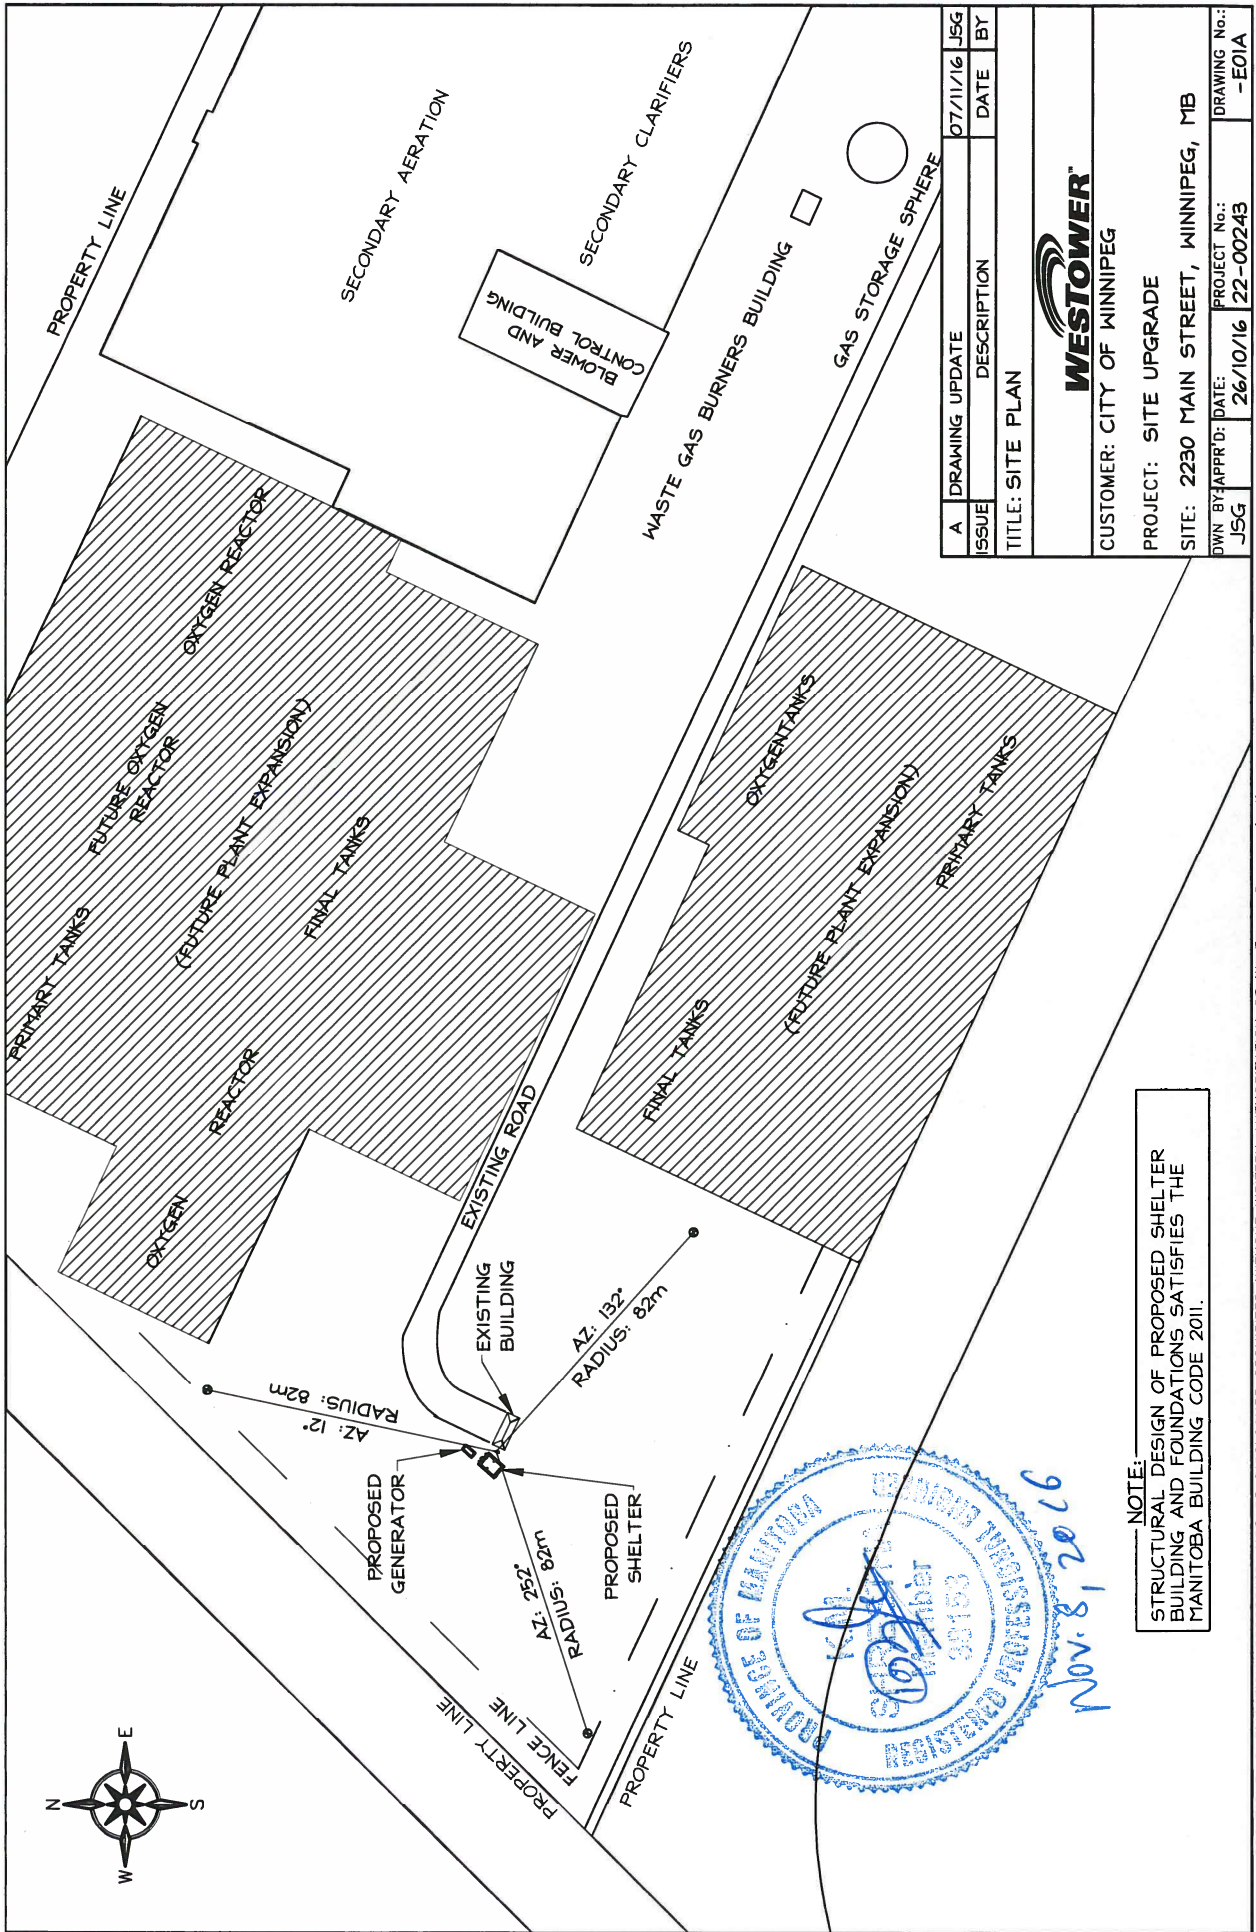 N
W
E
S
PROPERTY LINE
FENCE LINE
PROPERTY LINE
PROPERTY LINE
PROPOSED
GENERATOR
AZ: 12°
RADIUS: 82m
AZ: 252°
RADIUS: 82m
PROPOSED
SHELTER
AZ: 132°
RADIUS: 82m
EXISTING
BUILDING
EXISTING ROAD
OXYGEN
REACTOR
PRIMARY TANKS
FUTURE OXYGEN
REACTOR
OXYGEN REACTOR
(FUTURE PLANT EXPANSION)
FINAL TANKS
FINAL TANKS
(FUTURE PLANT EXPANSION)
OXYGENTANKS
PRIMARY TANKS
SECONDARY AERATION
BLOWER AND
CONTROL BUILDING
SECONDARY CLARIFIERS
WASTE GAS BURNERS BUILDING
GAS STORAGE SPHERE
PROVINCE OF MANITOBA
REGISTERED PROFESSIONAL ENGINEER
Member
Nov. 8, 2016
NOTE:
STRUCTURAL DESIGN OF PROPOSED SHELTER
BUILDING AND FOUNDATIONS SATISFIES THE
MANITOBA BUILDING CODE 2011.
A DRAWING UPDATE 07/11/16 JSG
ISSUE DESCRIPTION DATE BY
TITLE: SITE PLAN
WESTOWER™
CUSTOMER: CITY OF WINNIPEG
PROJECT: SITE UPGRADE
SITE: 2230 MAIN STREET, WINNIPEG, MB
DWN BY: APPR'D: DATE: PROJECT No.: DRAWING No.:
JSG 26/10/16 22-00243 -E01A